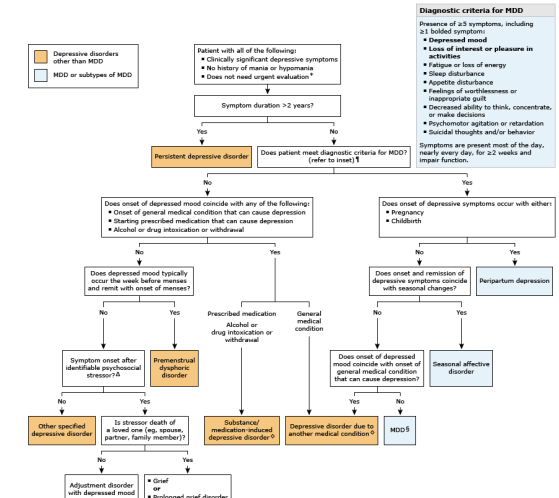 Depressive disorders
other than MDD
MDD or subtypes of MDD
Patient with all of the following:
▪ Clinically significant depressive symptoms
▪ No history of mania or hypomania
▪ Does not need urgent evaluation*
Diagnostic criteria for MDD
Presence of ≥5 symptoms, including
≥1 bolded symptom:
▪ Depressed mood
▪ Loss of interest or pleasure in
activities
▪ Fatigue or loss of energy
▪ Sleep disturbance
▪ Appetite disturbance
▪ Feelings of worthlessness or
inappropriate guilt
▪ Decreased ability to think, concentrate,
or make decisions
▪ Psychomotor agitation or retardation
▪ Suicidal thoughts and/or behavior
Symptoms are present most of the day,
nearly every day, for ≥2 weeks and
impair function.
Symptom duration >2 years?
Yes
No
Persistent depressive disorder
Does patient meet diagnostic criteria for MDD?
(refer to inset)¶
No
Yes
Does onset of depressed mood coincide with any of the following:
▪ Onset of general medical condition that can cause depression
▪ Starting prescribed medication that can cause depression
▪ Alcohol or drug intoxication or withdrawal
Does onset of depressive symptoms occur with either:
▪ Pregnancy
▪ Childbirth
No
Yes
No
Yes
Does depressed mood typically
occur the week before menses
and remit with onset of menses?
Does onset and remission of
depressive symptoms coincide
with seasonal changes?
Peripartum depression
No
Yes
Prescribed medication
Alcohol or
drug intoxication or
withdrawal
General
medical
condition
No
Yes
Symptom onset after
identifiable psychosocial
stressor?Δ
Premenstrual
dysphoric
disorder
Does onset of depressed
mood coincide with onset of
general medical condition
that can cause depression?
Seasonal affective
disorder
No
Yes
Yes
No
Other specified
depressive disorder
Is stressor death of
a loved one (eg, spouse,
partner, family member)?
Substance/
medication-induced
depressive disorder◊
Depressive disorder due to
another medical condition◊
MDD§
No
Yes
Adjustment disorder
with depressed mood
▪ Grief
or
▪ Prolonged grief disorder